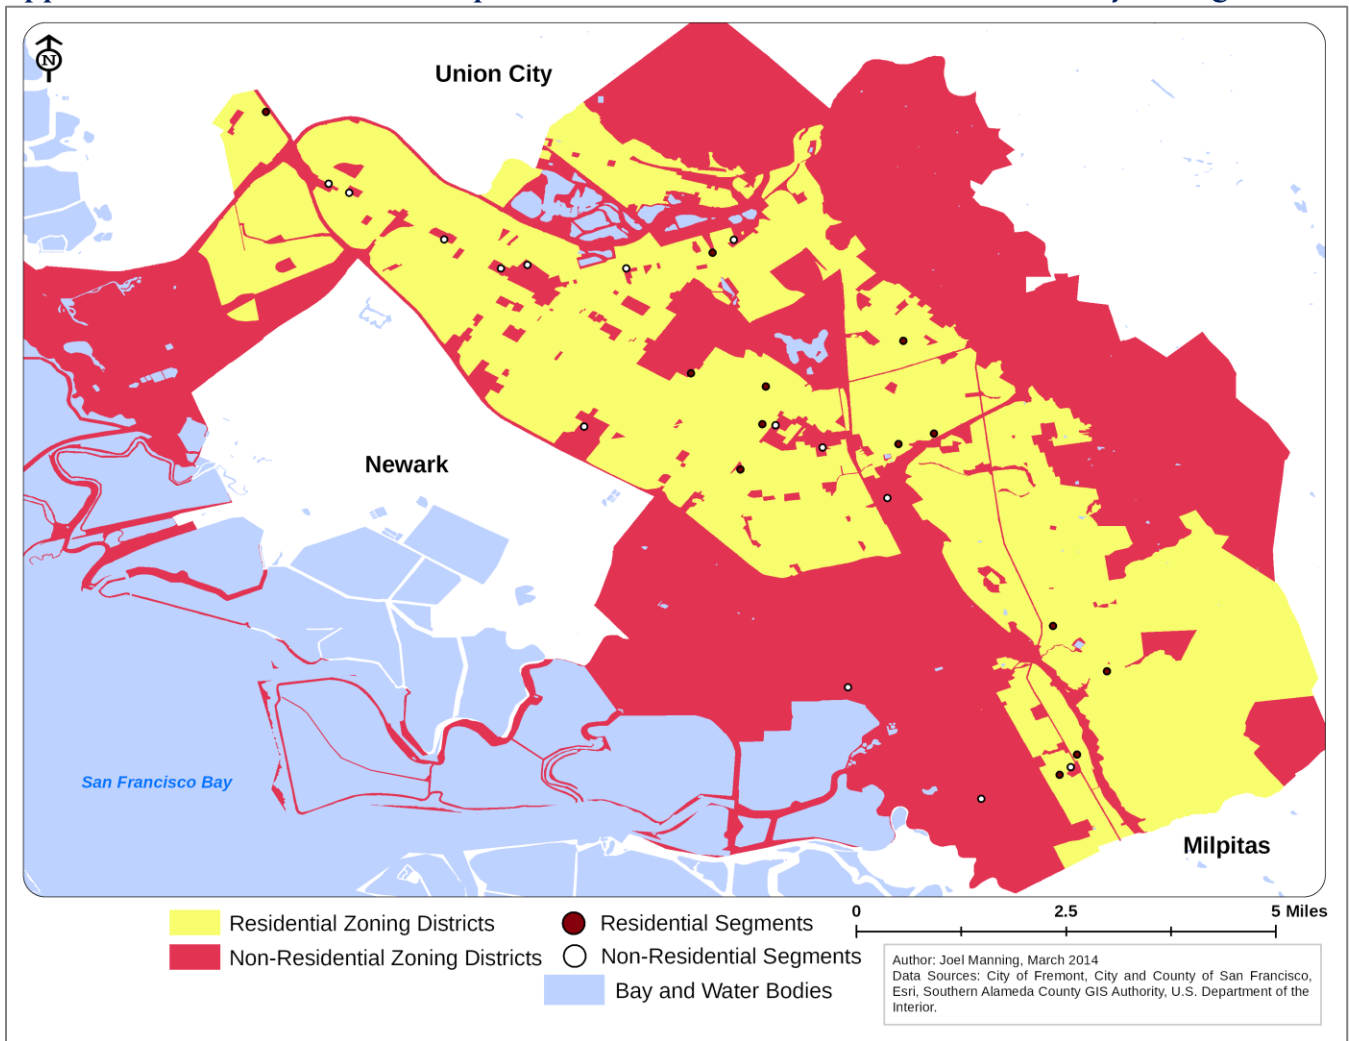 N
Union City
Newark
San Francisco Bay
Milpitas
Residential Zoning Districts
Non-Residential Zoning Districts
Residential Segments
Non-Residential Segments
Bay and Water Bodies
0 2.5 5 Miles
Author: Joel Manning, March 2014
Data Sources: City of Fremont, City and County of San Francisco,
Esri, Southern Alameda County GIS Authority, U.S. Department of the
Interior.